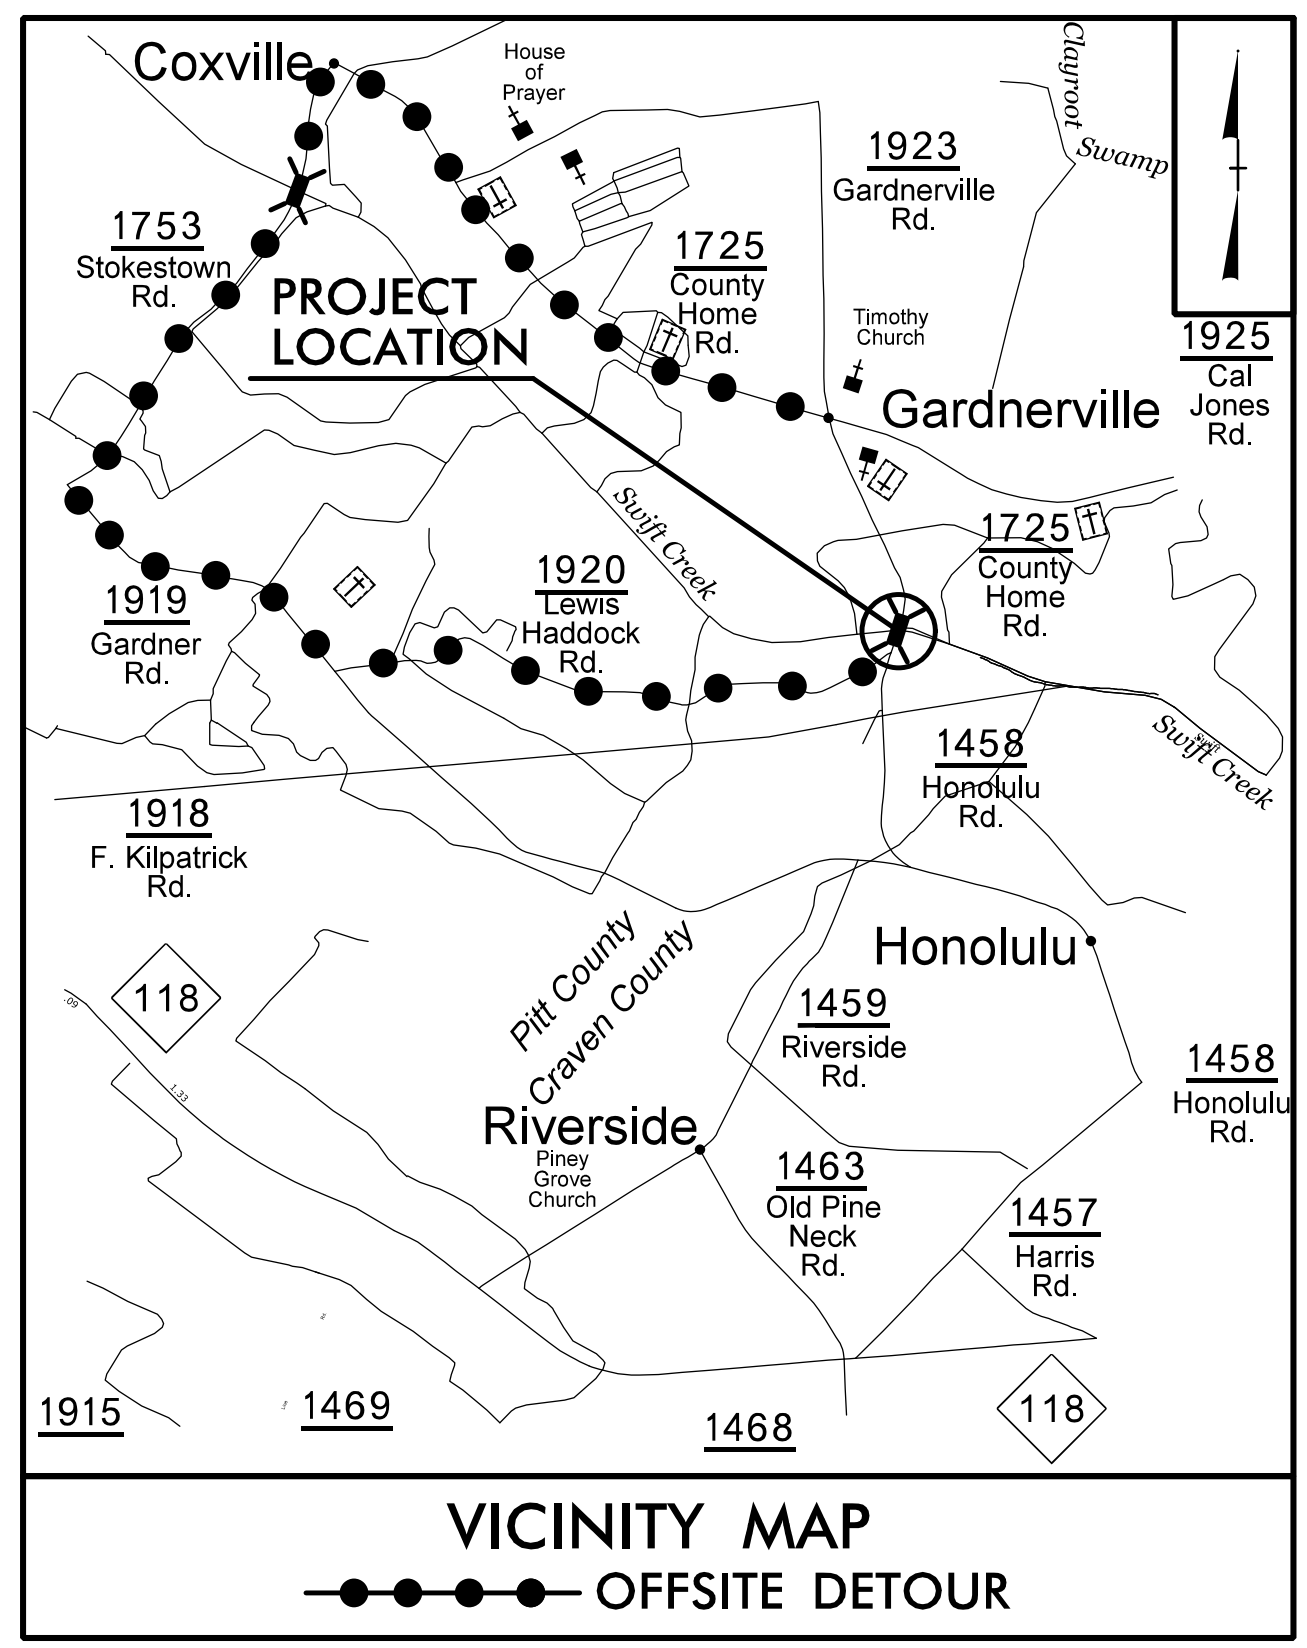 Coxville
House
of
Prayer
Clayroot
Swamp
1923
Gardnerville
Rd.
1753
Stokestown
Rd.
1725
County
Home
Rd.
PROJECT
LOCATION
Timothy
Church
1925
Cal
Jones
Rd.
Gardnerville
Swift Creek
1725
County
Home
Rd.
1920
Lewis
Haddock
Rd.
1919
Gardner
Rd.
1458
Honolulu
Rd.
Swift
Swift Creek
1918
F. Kilpatrick
Rd.
Pitt County
Craven County
Honolulu
118
.09
1459
Riverside
Rd.
1458
Honolulu
Rd.
1.33
Riverside
Piney
Grove
Church
1463
Old Pine
Neck
Rd.
1457
Harris
Rd.
1915
1469
1468
118
VICINITY MAP
OFFSITE DETOUR